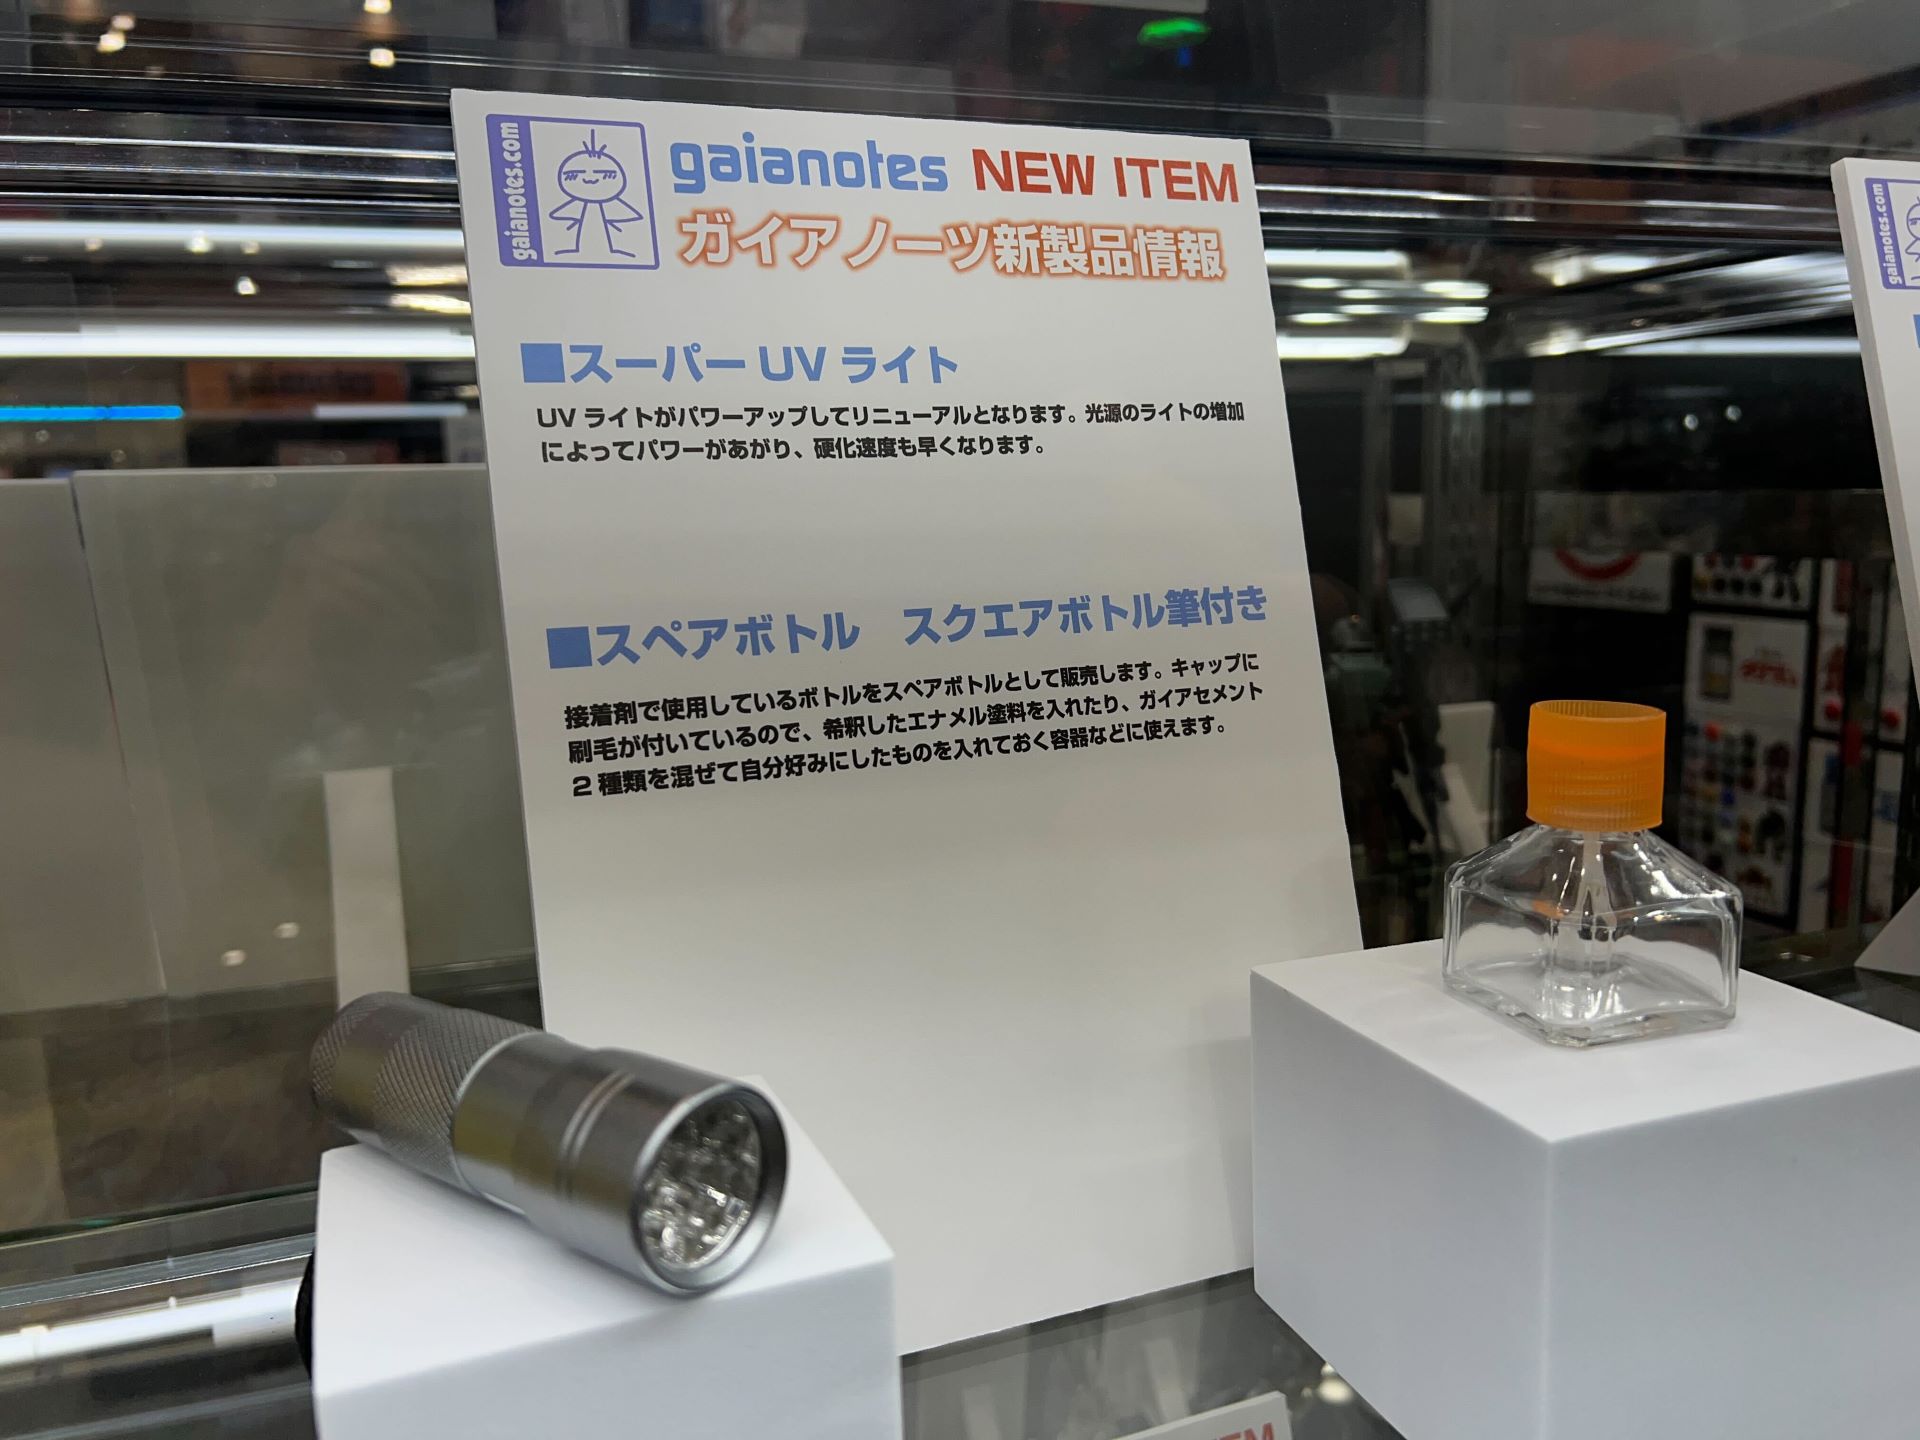 gaianotes.com
gaianotes NEW ITEM
ガイアノーツ新製品情報
■スーパー UV ライト
UV ライトがパワーアップしてリニューアルとなります。光源のライトの増加
によってパワーがあがり、硬化速度も早くなります。
■スペアボトル　スクエアボトル筆付き
接着剤で使用しているボトルをスペアボトルとして販売します。キャップに
刷毛が付いているので、希釈したエナメル塗料を入れたり、ガイアセメント
2 種類を混ぜて自分好みにしたものを入れておく容器などに使えます。
gaianotes.com